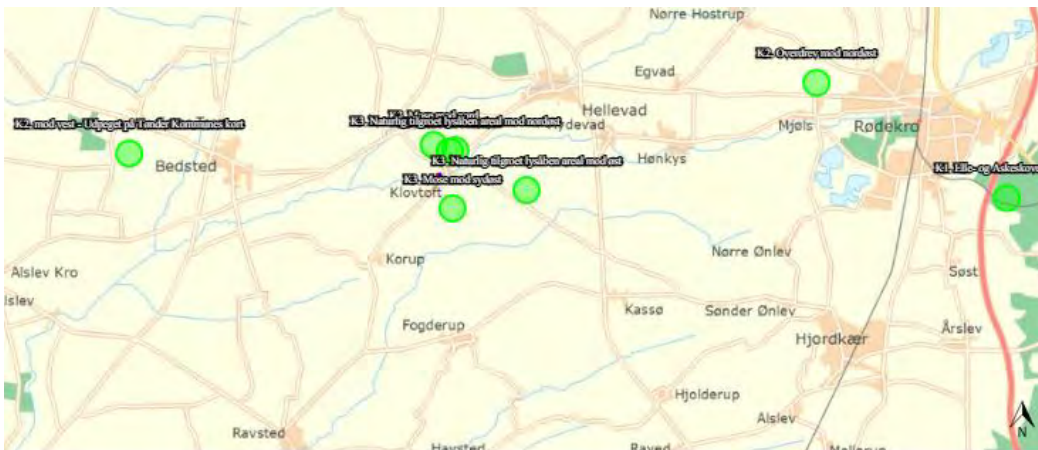 Nørre Hostrup
K2. Overdrev mod nordøst
Egvad
Hellevad
K2. mod vest - Udpeget på Tønder Kommunes kort
K3. Naturlig tilgroet lysåben areal mod nordøst
Mjøls
Rødekro
Bedsted
K3. Naturlig tilgroet lysåben areal mod øst
Hønkys
K3. Mose mod sydøst
K1. Elle- og Askeskove
Klovtoft
Nørre Ønlev
Korup
Alslev Kro
Søst
Kassø
Sønder Ønlev
Fogderup
Hjordkær
Årslev
Hjolderup
Alslev
Ravsted
Havsted
Raved
N